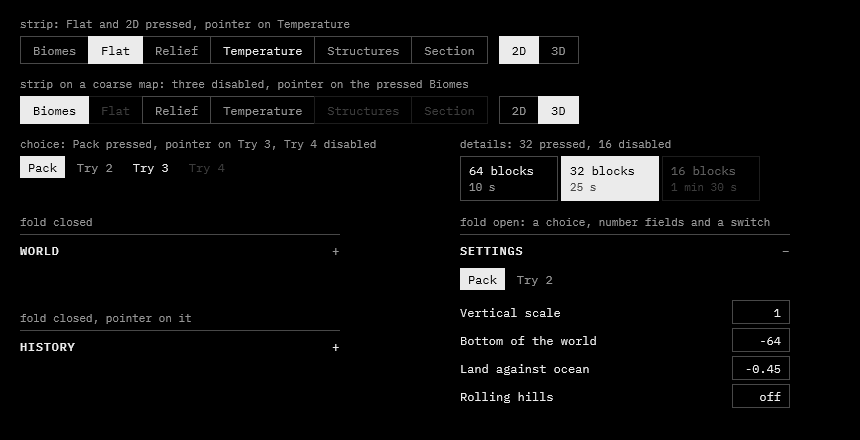 strip: Flat and 2D pressed, pointer on Temperature
Biomes Flat Relief Temperature Structures Section 2D 3D
strip on a coarse map: three disabled, pointer on the pressed Biomes
Biomes Flat Relief Temperature Structures Section 2D 3D
choice: Pack pressed, pointer on Try 3, Try 4 disabled
Pack Try 2 Try 3 Try 4
details: 32 pressed, 16 disabled
64 blocks 32 blocks 16 blocks
10 s 25 s 1 min 30 s
fold closed
WORLD +
fold closed, pointer on it
HISTORY +
fold open: a choice, number fields and a switch
SETTINGS −
Pack Try 2
Vertical scale 1
Bottom of the world -64
Land against ocean -0.45
Rolling hills off